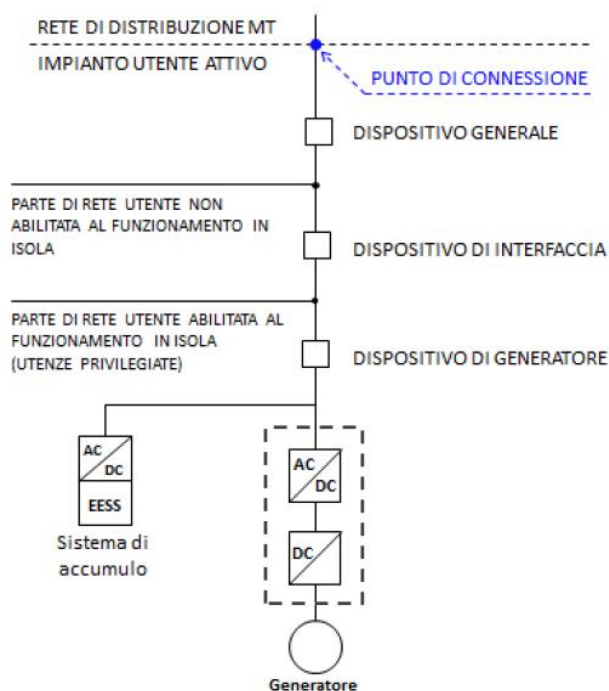 RETE DI DISTRIBUZIONE MT
IMPIANTO UTENTE ATTIVO
PUNTO DI CONNESSIONE
DISPOSITIVO GENERALE
PARTE DI RETE UTENTE NON
ABILITATA AL FUNZIONAMENTO IN
ISOLA
DISPOSITIVO DI INTERFACCIA
PARTE DI RETE UTENTE ABILITATA AL
FUNZIONAMENTO IN ISOLA
(UTENZE PRIVILEGIATE)
DISPOSITIVO DI GENERATORE
AC
DC
EESS
Sistema di
accumulo
AC
DC
DC
Generatore